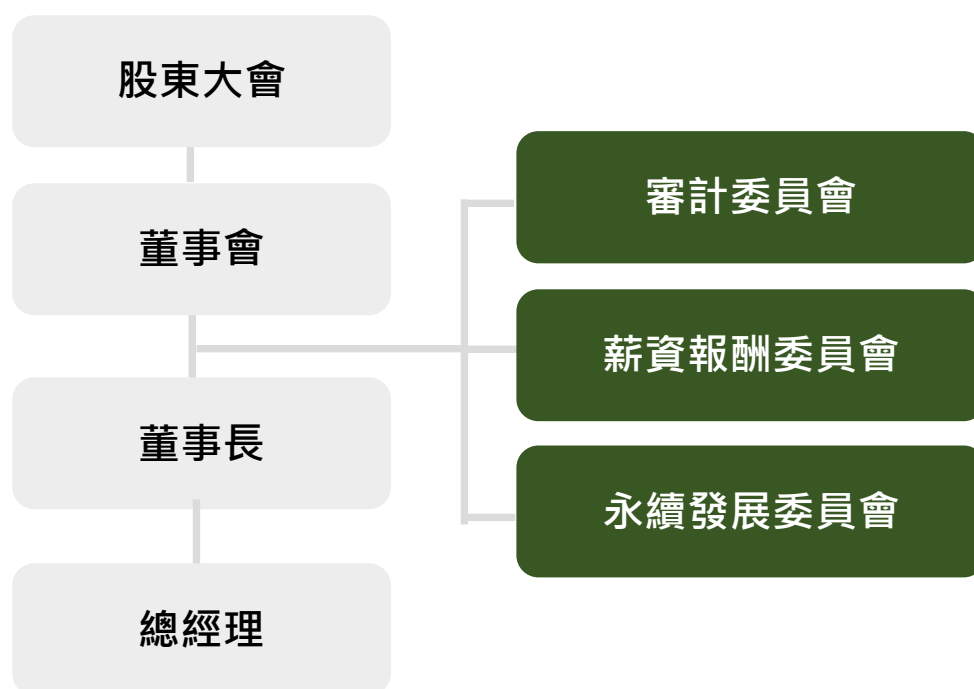 股東大會
董事會
董事長
總經理
審計委員會
薪資報酬委員會
永續發展委員會